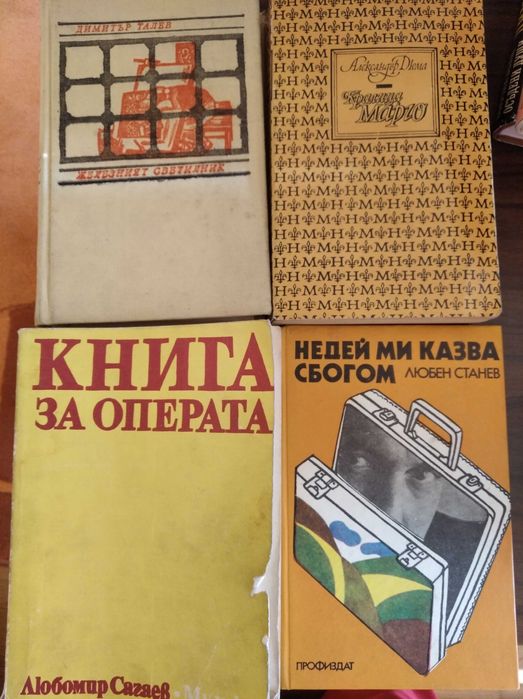 ДИМИТЪР ТАЛЕВ
ЖЕЛЕЗНИЯТ СВЕТИЛНИК
Александър Дюма
Кралица
МАРГО
КНИГА
ЗА ОПЕРАТА
Любомир Сагаев
НЕДЕЙ МИ КАЗВА
СБОГОМ ЛЮБЕН СТАНЕВ
ПРОФИЗДАТ